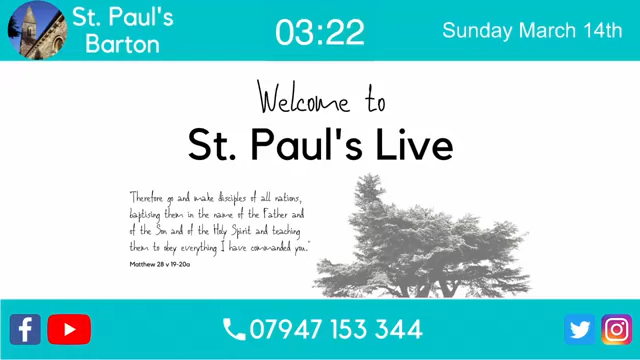 St. Paul's
Barton
03:22
Sunday March 14th
Welcome to
St. Paul's Live
"Therefore go and make disciples of all nations,
baptising them in the name of the Father and
of the Son and of the Holy Spirit and teaching
them to obey everything I have commanded you."
Matthew 28 v 19-20a
07947 153 344